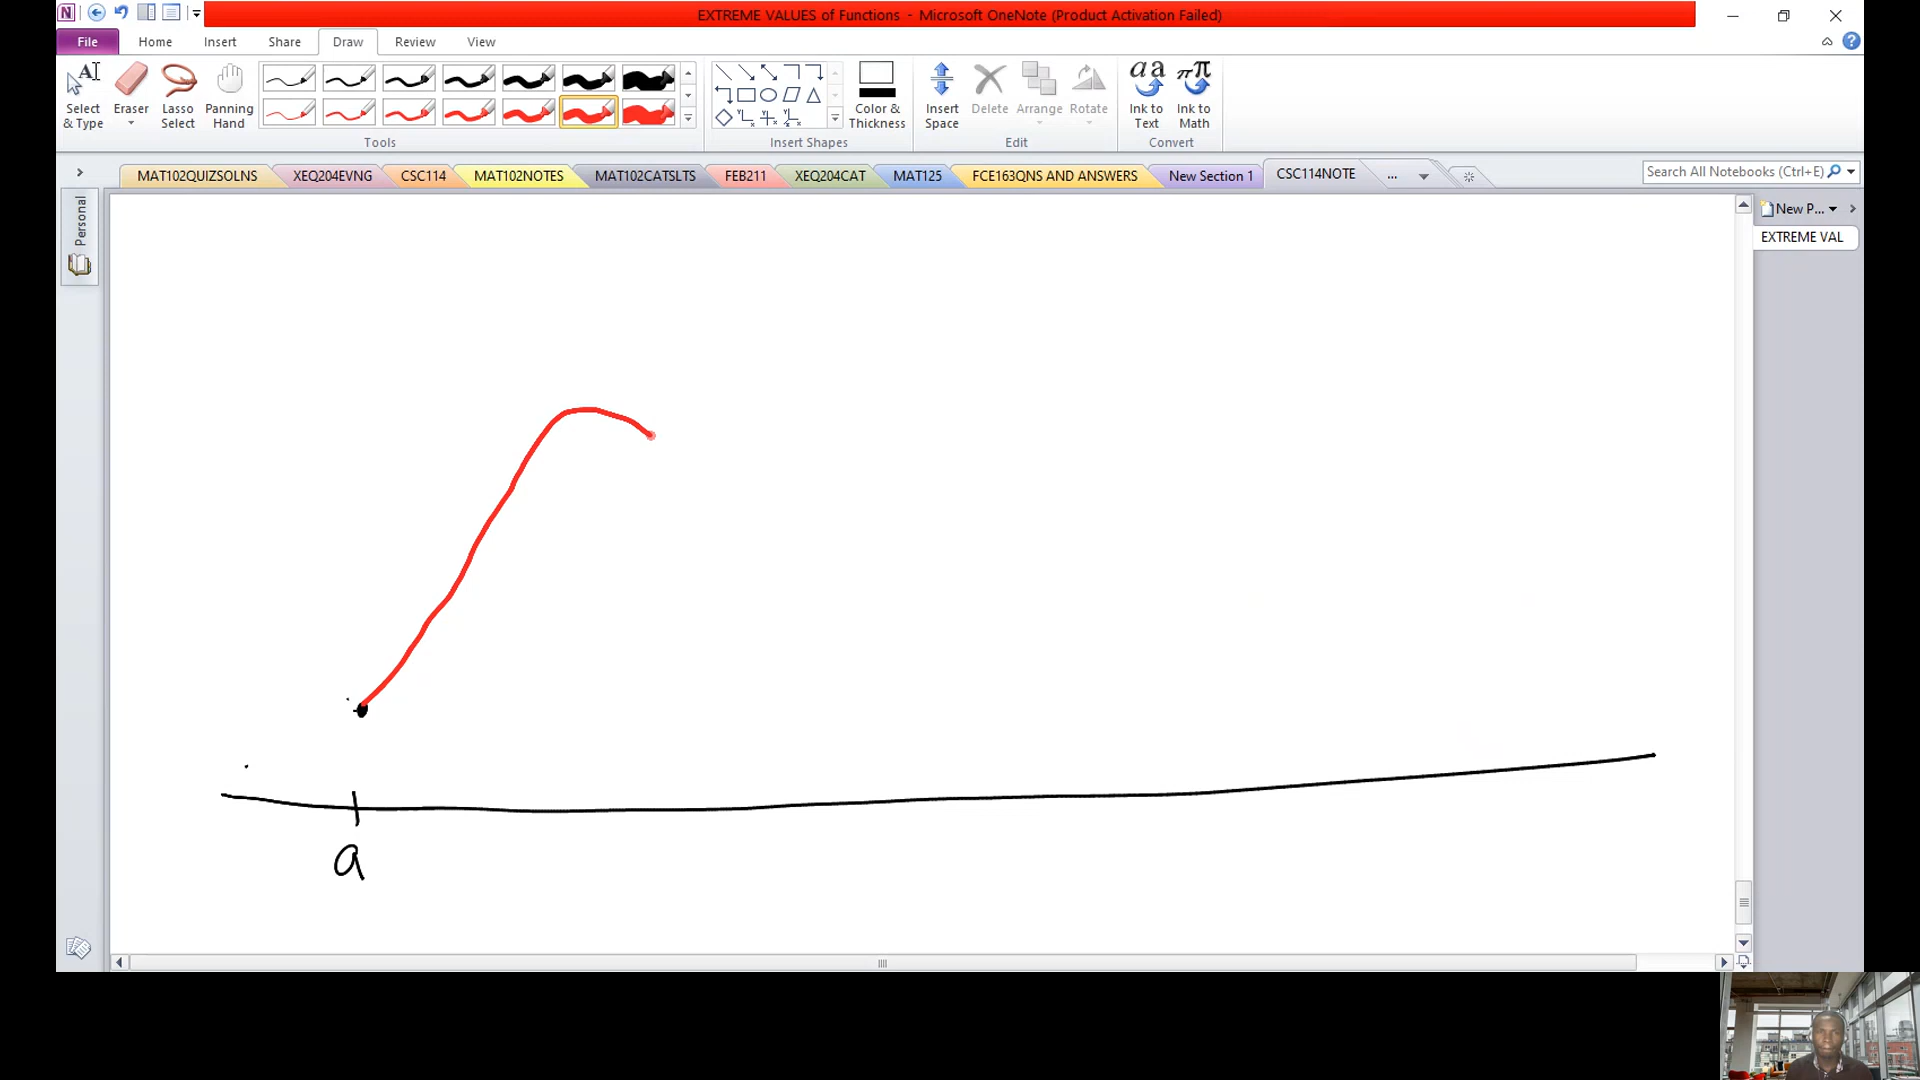 EXTREME VALUES of Functions - Microsoft OneNote (Product Activation Failed)
File Home Insert Share Draw Review View
Select & Type
Eraser
Lasso Select
Panning Hand
Color & Thickness
Insert Space
Delete
Arrange
Rotate
Ink to Text
Ink to Math
Tools Insert Shapes Edit Convert
MAT102QUIZSOLNS XEQ204EVNG CSC114 MAT102NOTES MAT102CATSLTS FEB211 XEQ204CAT MAT125 FCE163QNS AND ANSWERS New Section 1 CSC114NOTE ...
Search All Notebooks (Ctrl+E)
Personal
New P...
EXTREME VAL
a